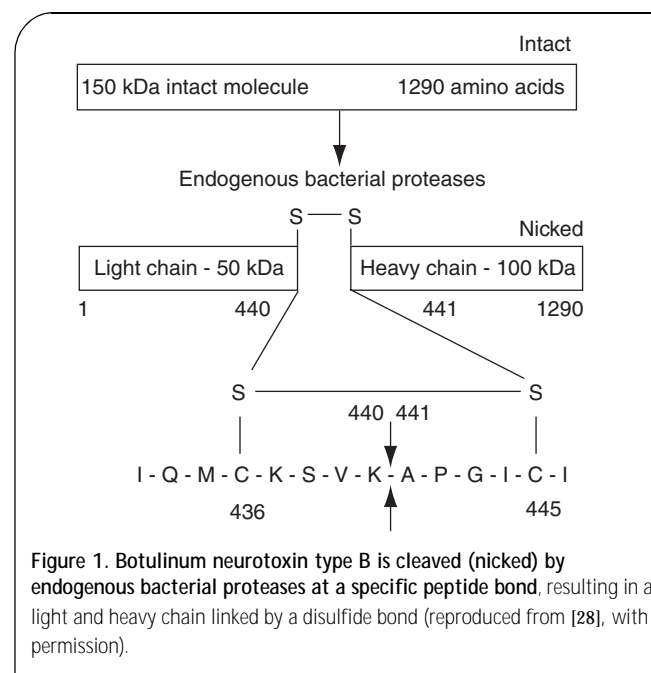 Intact
150 kDa intact molecule 1290 amino acids
Endogenous bacterial proteases
S S
Nicked
Light chain - 50 kDa Heavy chain - 100 kDa
1 440 441 1290
S S
440 441
I - Q - M - C - K - S - V - K - A - P - G - I - C - I
436 445
Figure 1. Botulinum neurotoxin type B is cleaved (nicked) by
endogenous bacterial proteases at a specific peptide bond, resulting in a
light and heavy chain linked by a disulfide bond (reproduced from [28], with
permission).